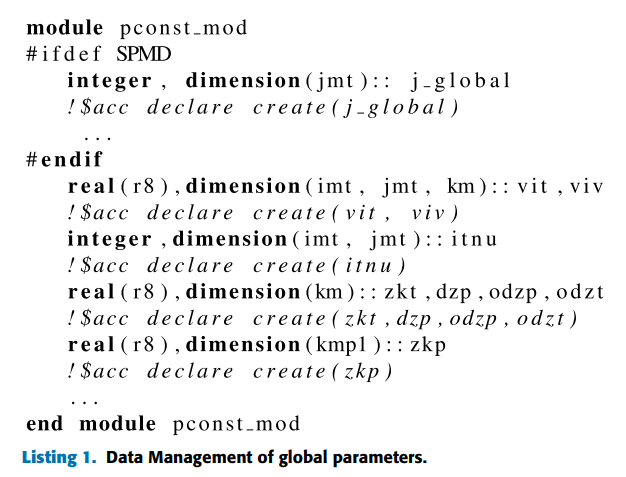 module pconst_mod
#ifdef SPMD
integer, dimension(jmt):: j_global
!$acc declare create(j_global)
...
#endif
real(r8),dimension(imt, jmt, km)::vit,viv
!$acc declare create(vit, viv)
integer,dimension(imt, jmt)::itnu
!$acc declare create(itnu)
real(r8),dimension(km)::zkt,dzp,odzp,odzt
!$acc declare create(zkt,dzp,odzp,odzt)
real(r8),dimension(kmp1)::zkp
!$acc declare create(zkp)
...
end module pconst_mod
Listing 1. Data Management of global parameters.